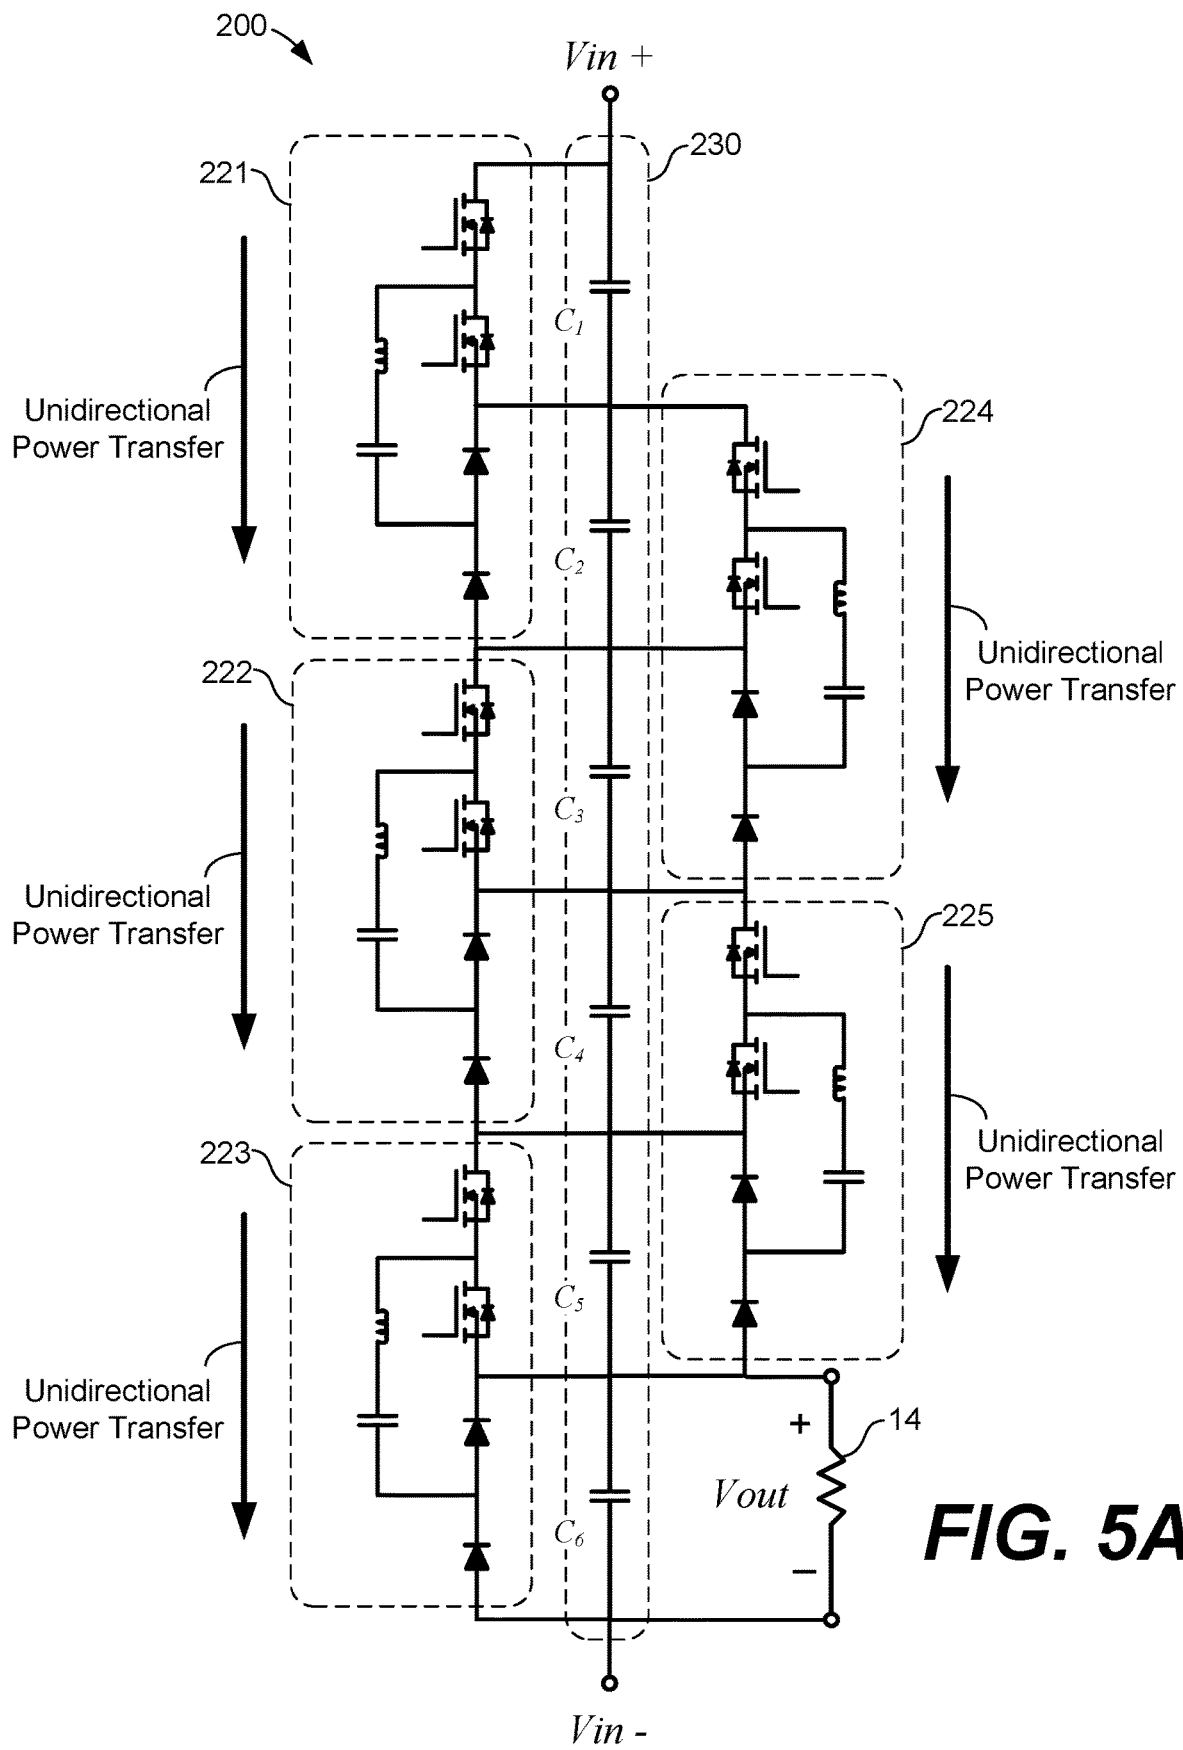 200
Vin +
230
221
C1
Unidirectional
Power Transfer
224
C2
Unidirectional
Power Transfer
222
C3
Unidirectional
Power Transfer
225
C4
Unidirectional
Power Transfer
223
C5
Unidirectional
Power Transfer
+
14
Vout
C6
FIG. 5A
−
Vin -